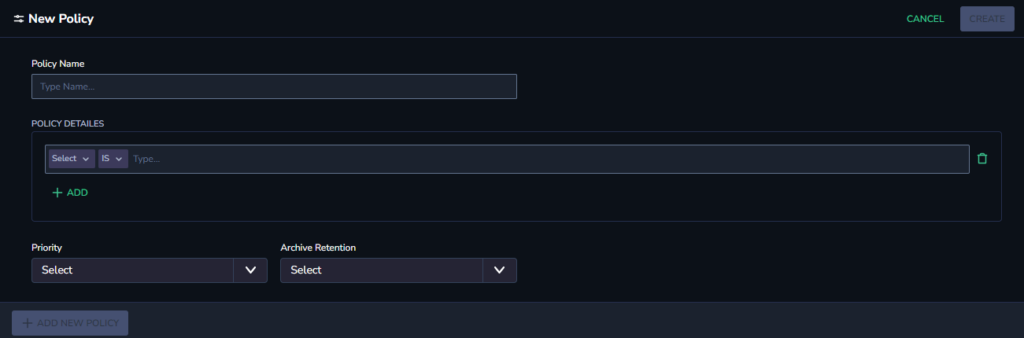 New Policy
CANCEL
CREATE
Policy Name
Type Name...
POLICY DETAILES
Select IS Type...
ADD
Priority
Archive Retention
Select
Select
ADD NEW POLICY